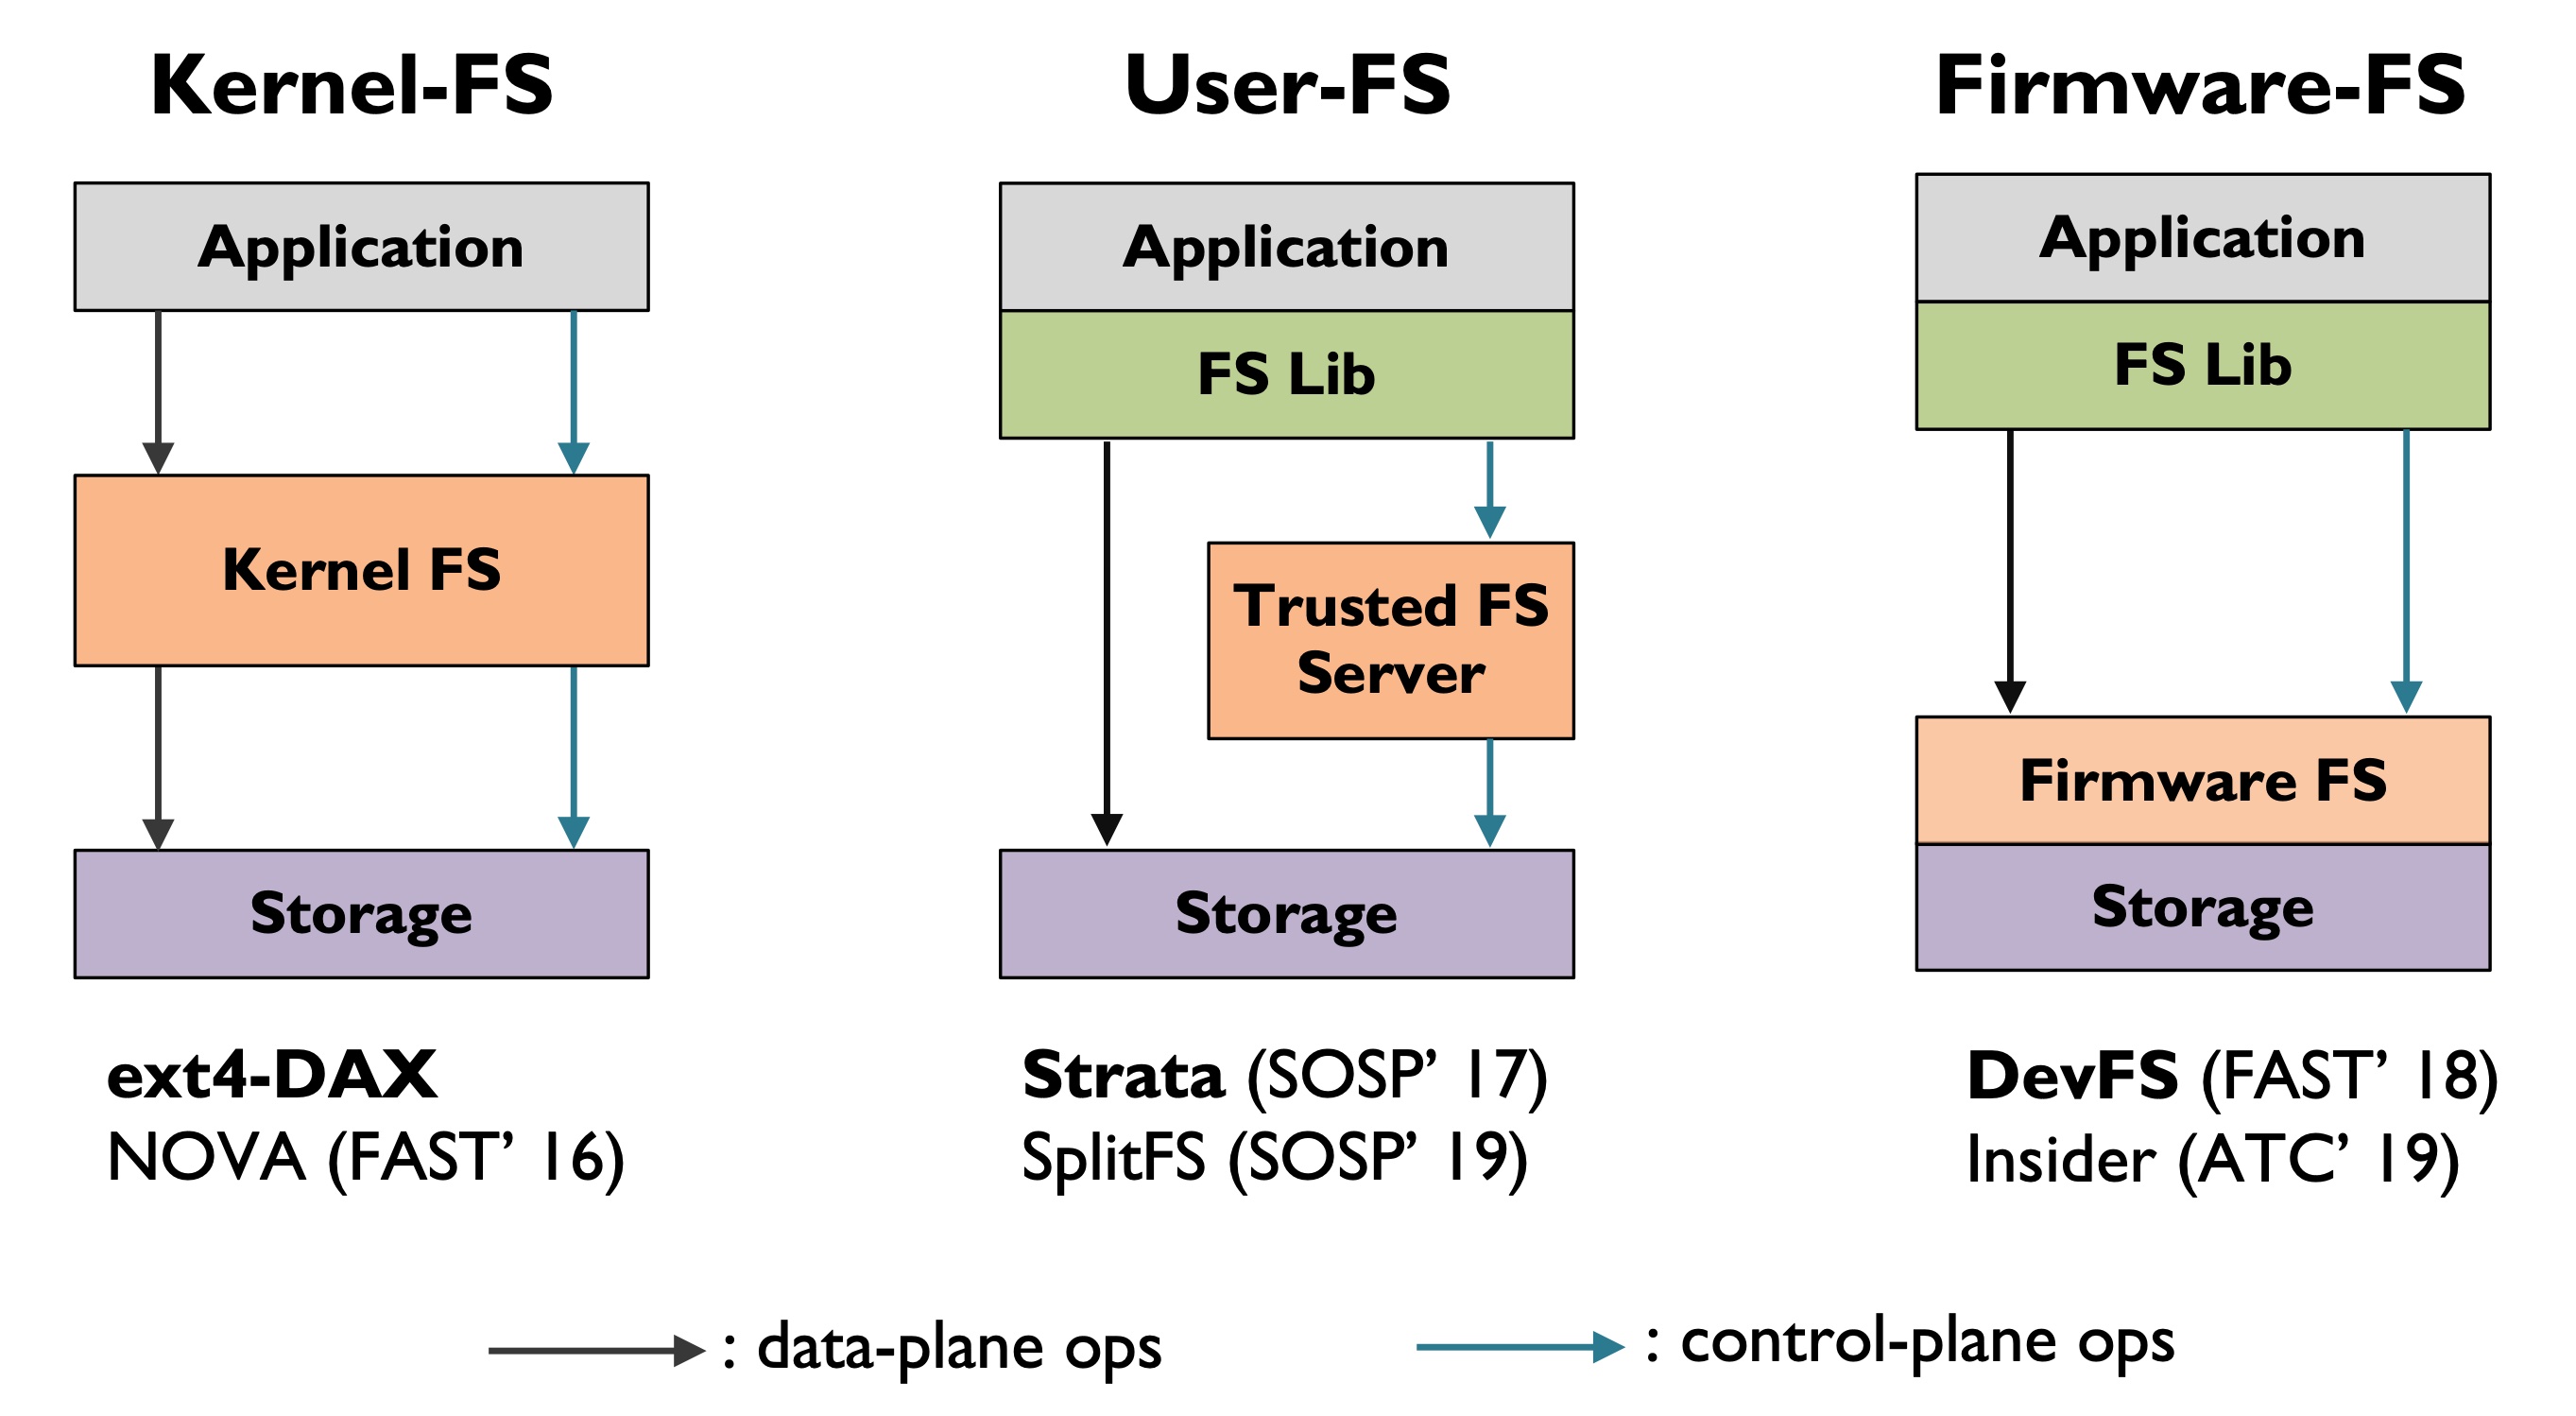 Kernel-FS
Application
Kernel FS
Storage
ext4-DAX
NOVA (FAST’ 16)
User-FS
Application
FS Lib
Trusted FS
Server
Storage
Strata (SOSP’ 17)
SplitFS (SOSP’ 19)
Firmware-FS
Application
FS Lib
Firmware FS
Storage
DevFS (FAST’ 18)
Insider (ATC’ 19)
: data-plane ops
: control-plane ops